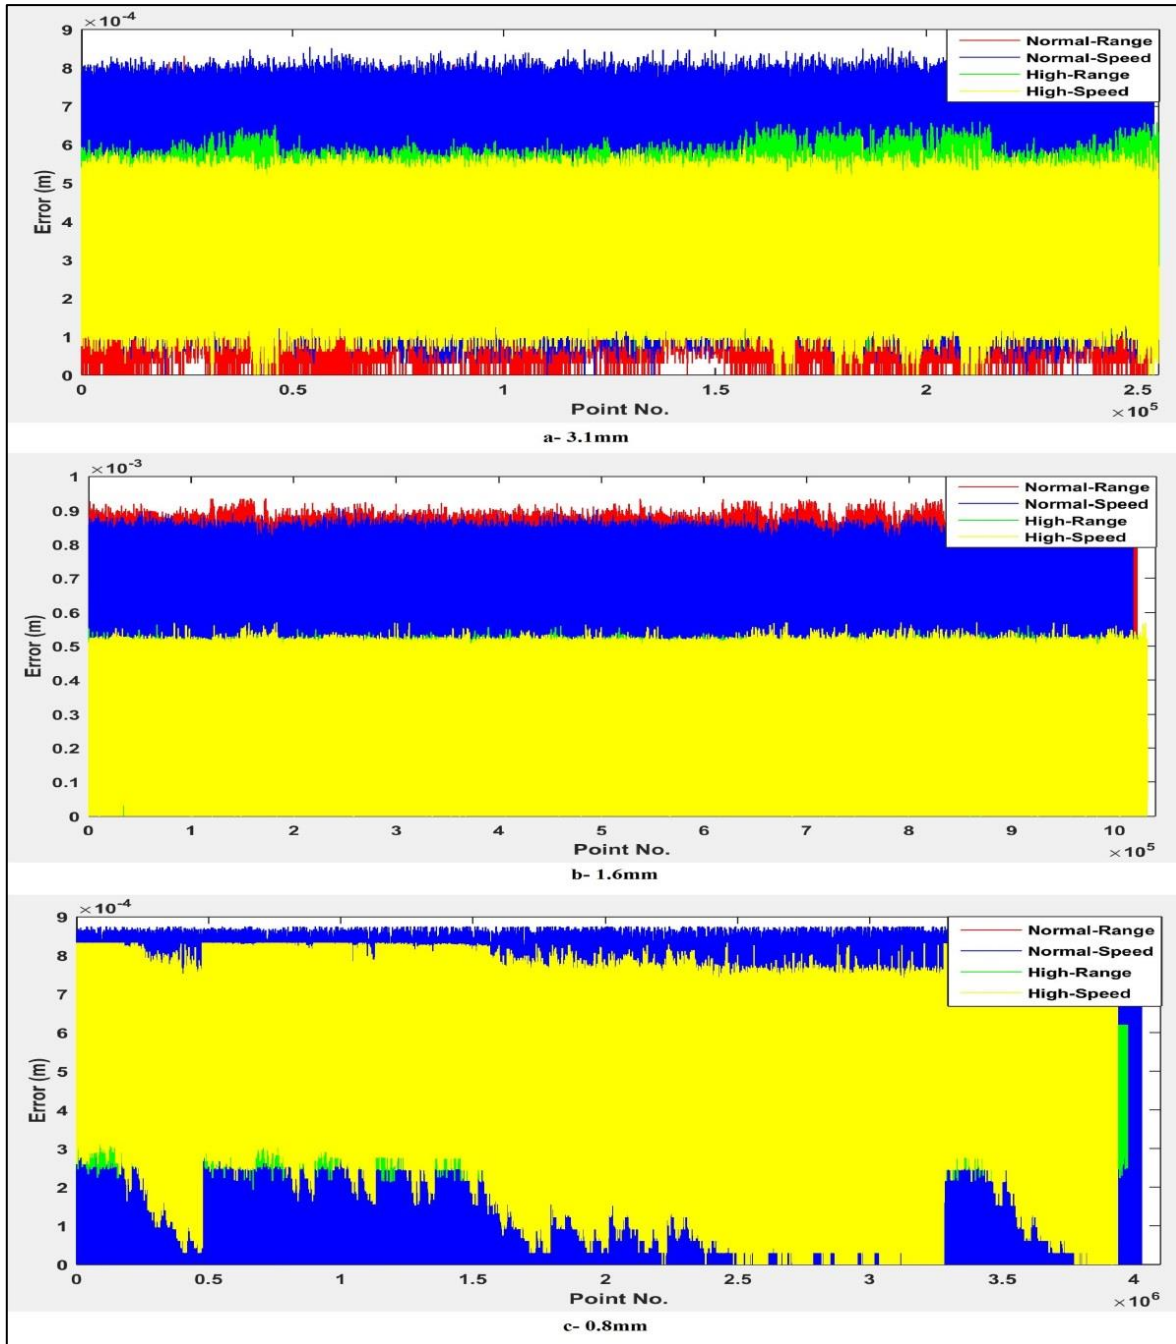 ×10⁻⁴
9
8
7
6
5
4
3
2
1
0
Error (m)
Normal-Range
Normal-Speed
High-Range
High-Speed
0 0.5 1 1.5 2 2.5
Point No.
×10⁵
a- 3.1mm
×10⁻³
1
0.9
0.8
0.7
0.6
0.5
0.4
0.3
0.2
0.1
0
Error (m)
Normal-Range
Normal-Speed
High-Range
High-Speed
0 1 2 3 4 5 6 7 8 9 10
Point No.
×10⁵
b- 1.6mm
×10⁻⁴
9
8
7
6
5
4
3
2
1
0
Error (m)
Normal-Range
Normal-Speed
High-Range
High-Speed
0 0.5 1 1.5 2 2.5 3 3.5 4
Point No.
×10⁶
c- 0.8mm